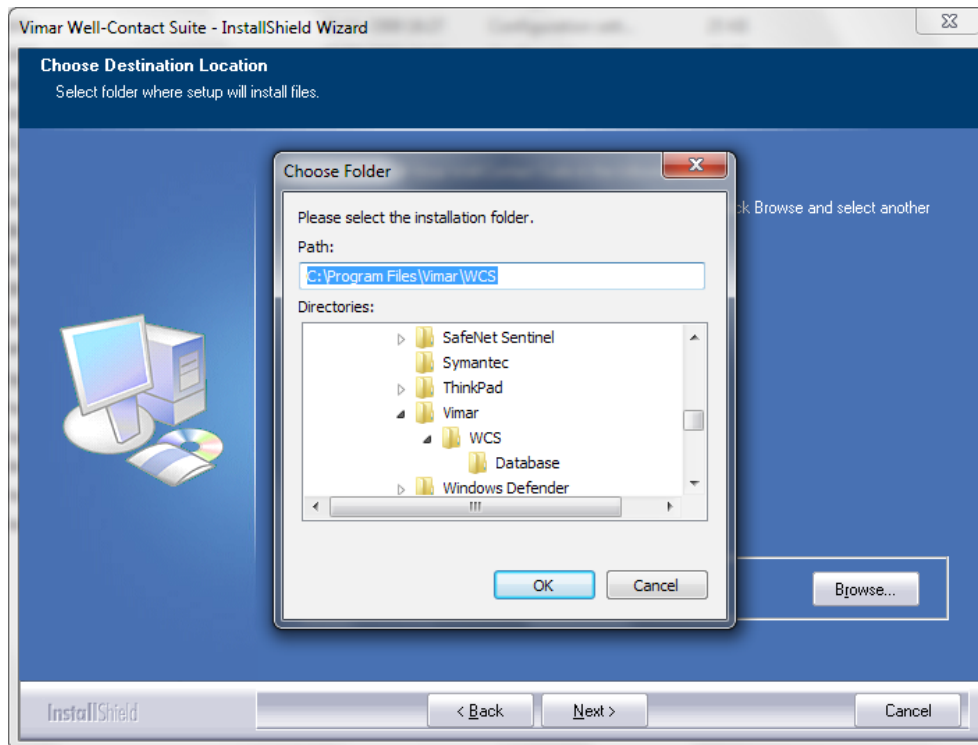 Vimar Well-Contact Suite - InstallShield Wizard
Choose Destination Location
Select folder where setup will install files.
Choose Folder
Please select the installation folder.
Browse and select another
Path:
C:\Program Files\Vimar\WCS
Directories:
SafeNet Sentinel
Symantec
ThinkPad
Vimar
WCS
Database
Windows Defender
OK
Cancel
Browse...
InstallShield
< Back
Next >
Cancel